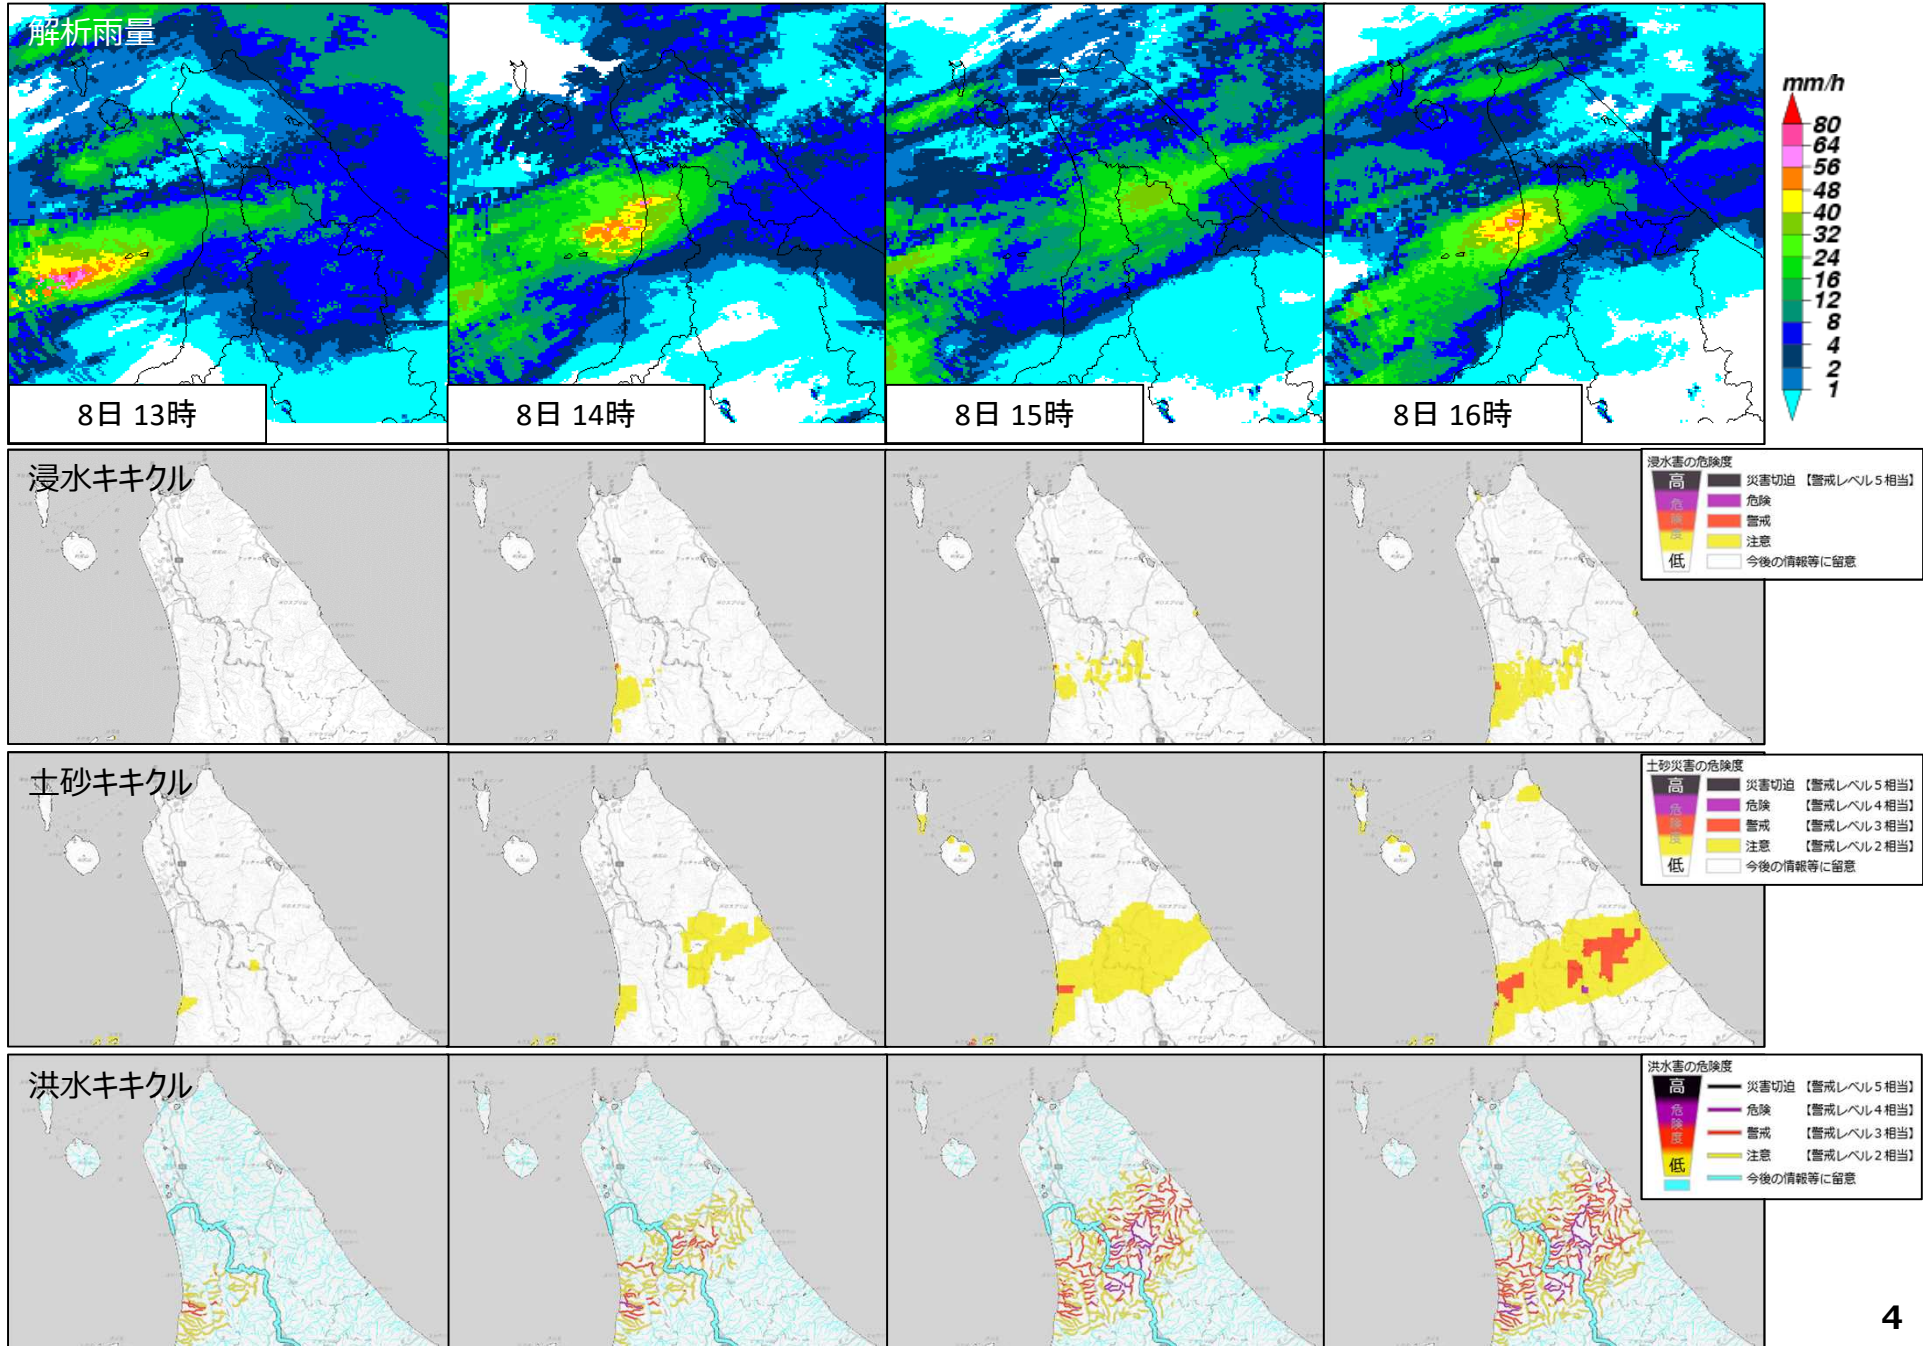 解析雨量
mm/h
80
64
56
48
40
32
24
16
12
8
4
2
1
8日 13時
8日 14時
8日 15時
8日 16時
浸水キキクル
浸水害の危険度
高
危険度
低
災害切迫 【警戒レベル5相当】
危険
警戒
注意
今後の情報等に留意
土砂キキクル
土砂災害の危険度
高
危険度
低
災害切迫 【警戒レベル5相当】
危険 【警戒レベル4相当】
警戒 【警戒レベル3相当】
注意 【警戒レベル2相当】
今後の情報等に留意
洪水キキクル
洪水害の危険度
高
危険度
低
災害切迫 【警戒レベル5相当】
危険 【警戒レベル4相当】
警戒 【警戒レベル3相当】
注意 【警戒レベル2相当】
今後の情報等に留意
4